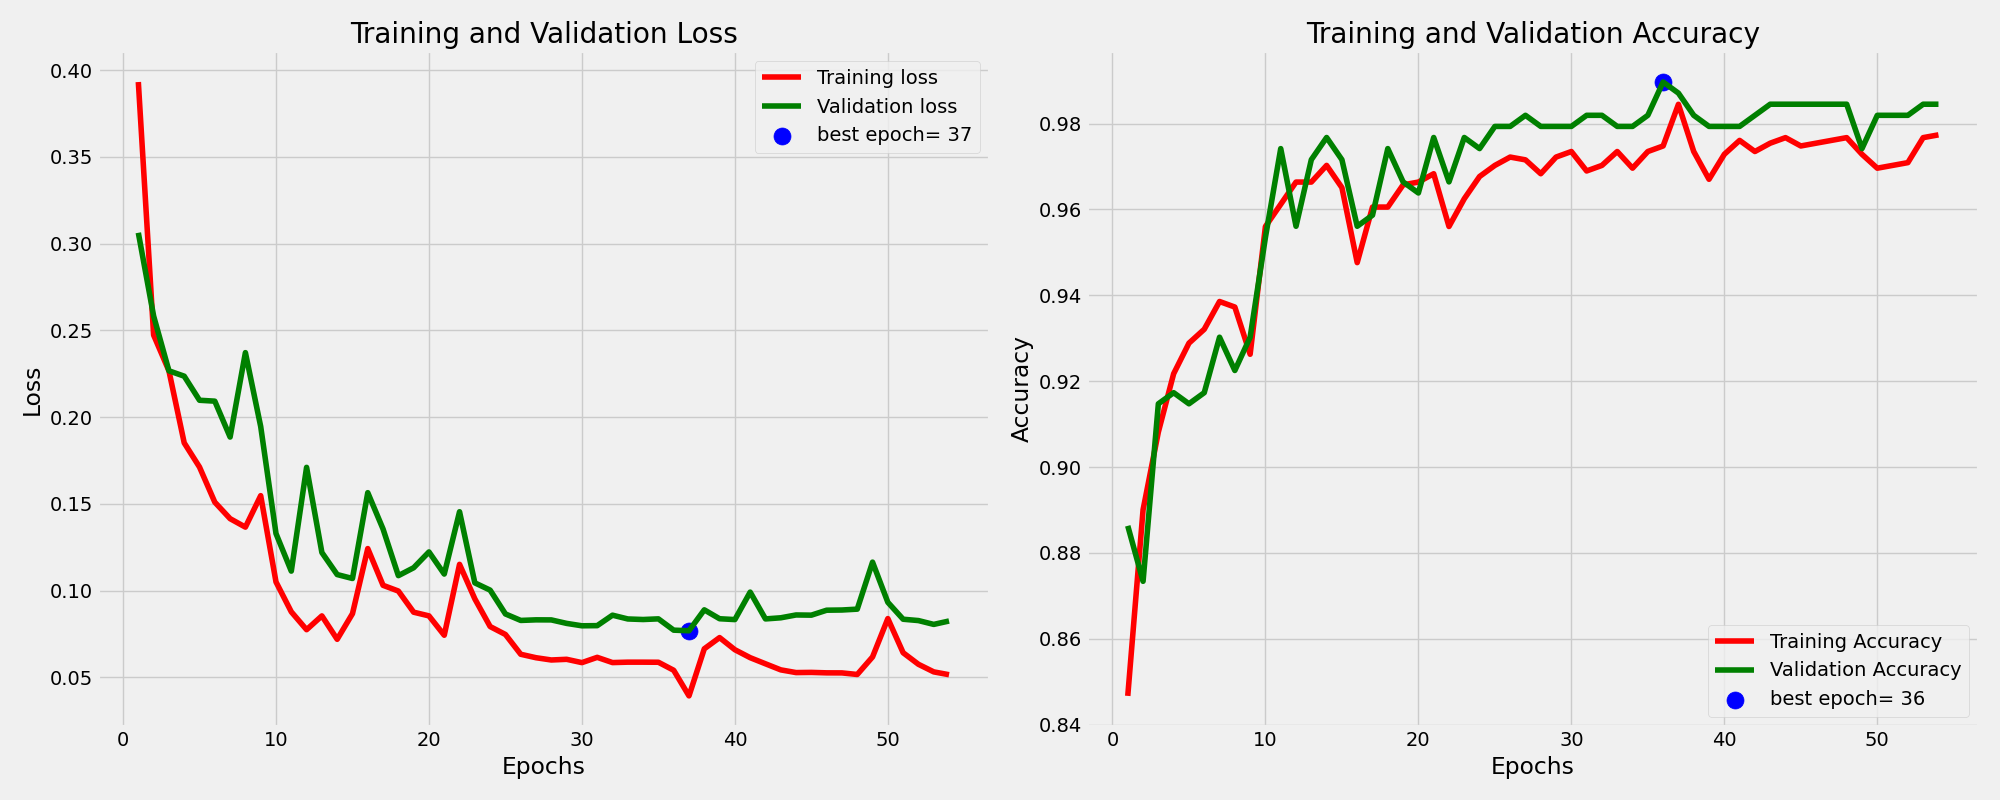 Training and Validation Loss
0.40
0.35
0.30
0.25
0.20
0.15
0.10
0.05
Loss
0
10
20
30
40
50
Epochs
Training loss
Validation loss
best epoch= 37
Training and Validation Accuracy
0.98
0.96
0.94
0.92
0.90
0.88
0.86
0.84
Accuracy
0
10
20
30
40
50
Epochs
Training Accuracy
Validation Accuracy
best epoch= 36